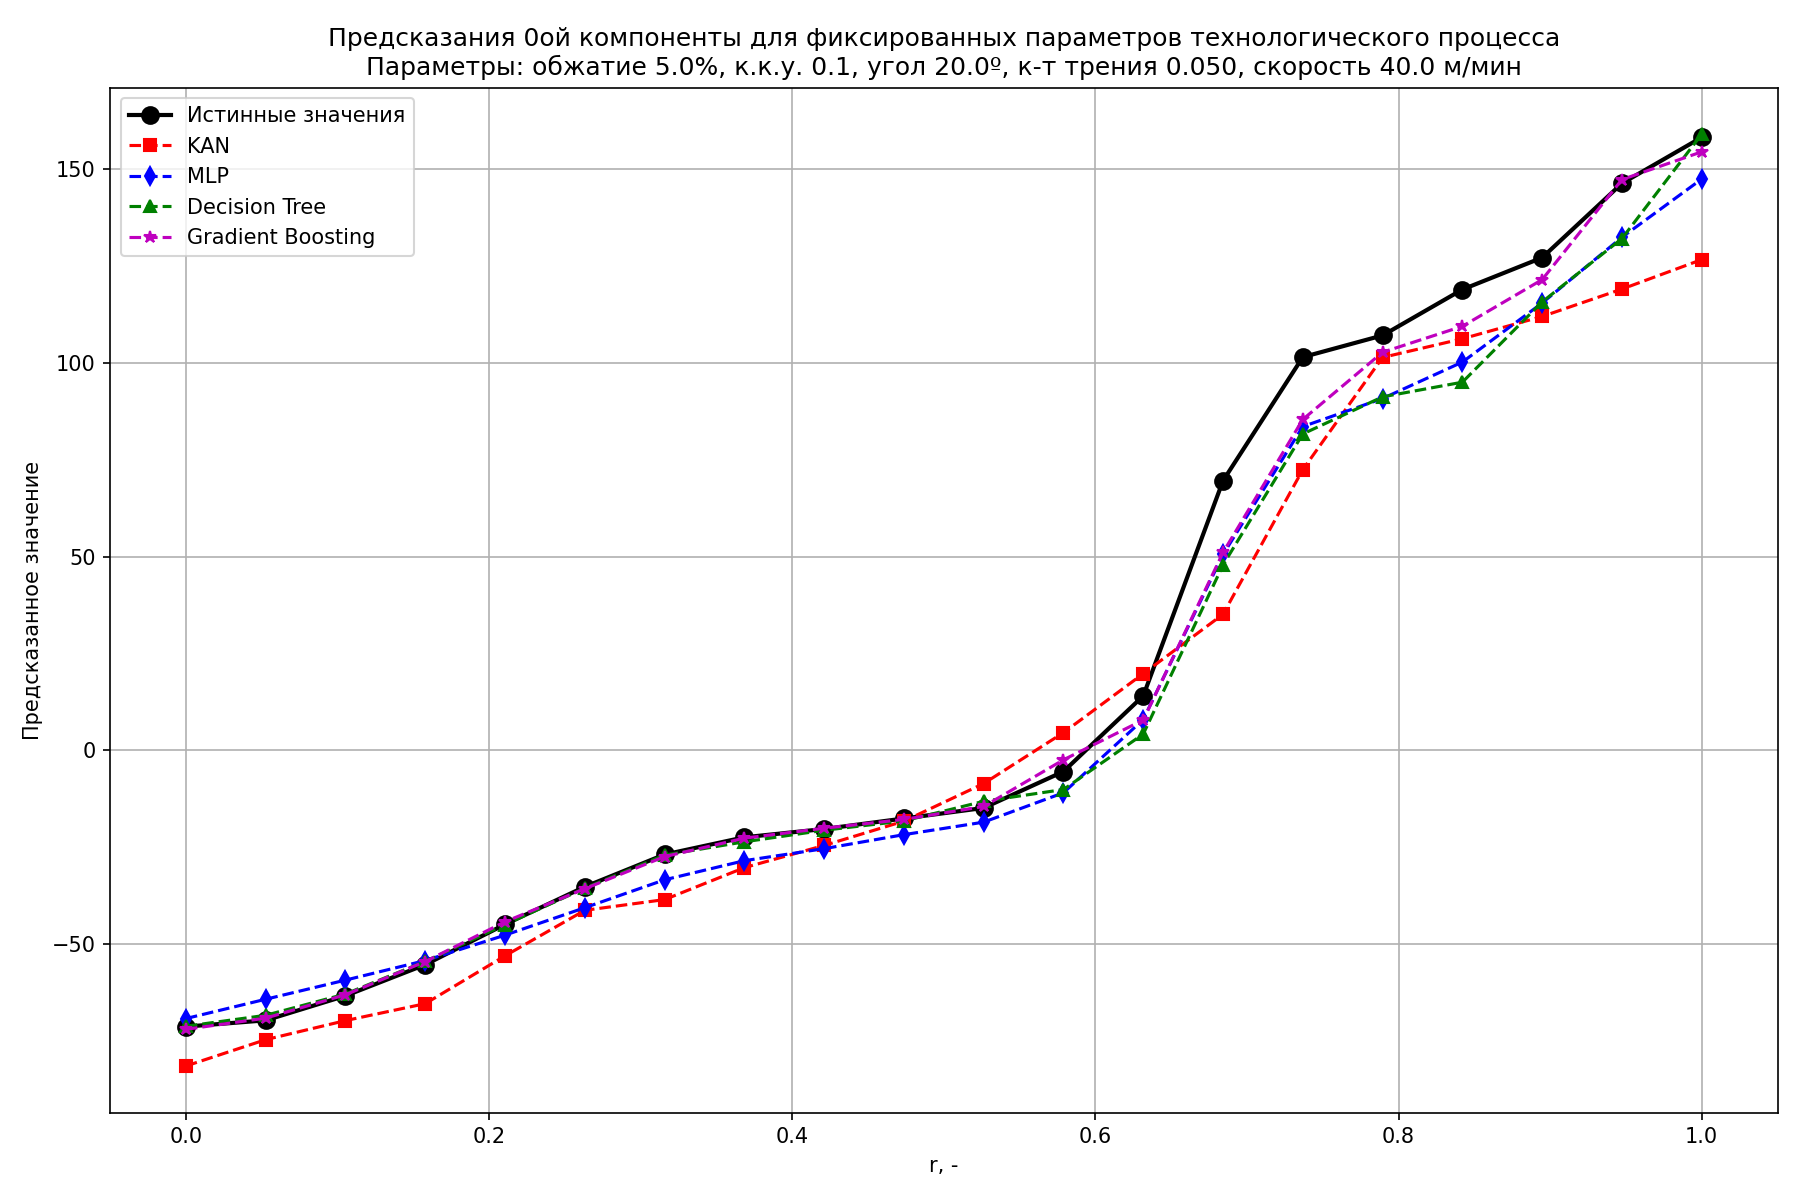 Предсказания 0ой компоненты для фиксированных параметров технологического процесса
Параметры: обжатие 5.0%, к.к.у. 0.1, угол 20.0º, к-т трения 0.050, скорость 40.0 м/мин
Истинные значения
KAN
MLP
Decision Tree
Gradient Boosting
Предсказанное значение
150
100
50
0
−50
0.0
0.2
0.4
0.6
0.8
1.0
r, -